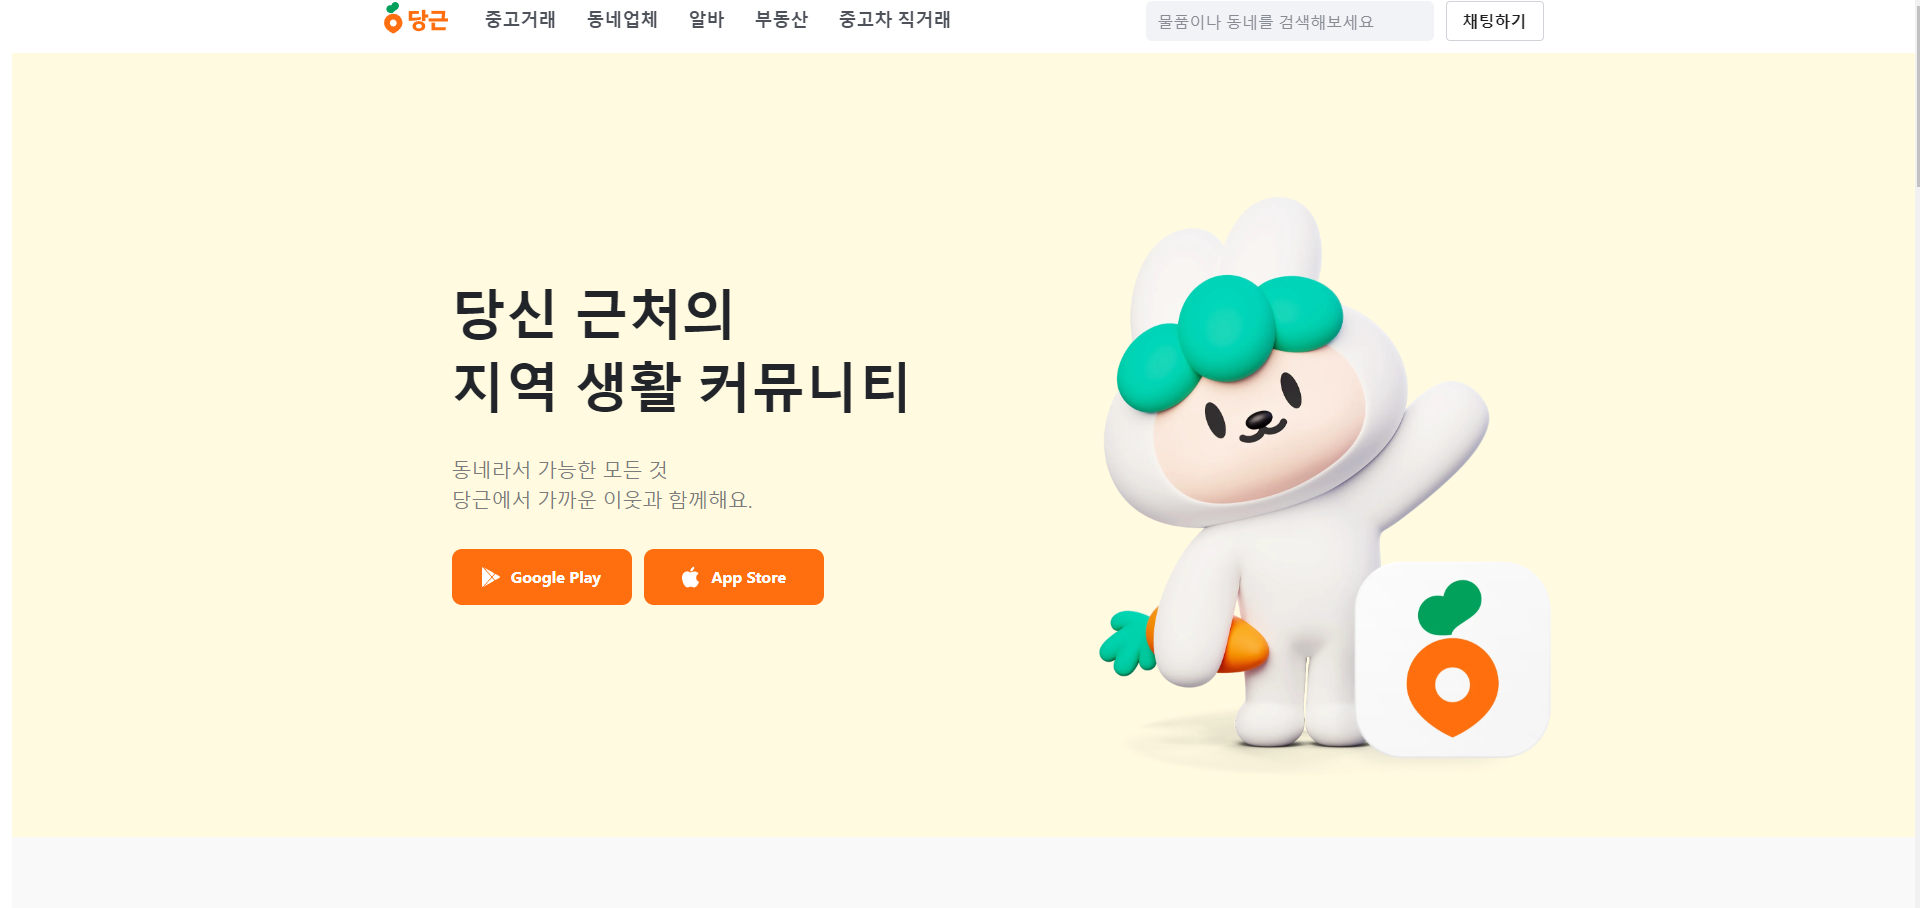 당근 중고거래 동네업체 알바 부동산 중고차 직거래 물품이나 동네를 검색해보세요 채팅하기
당신 근처의
지역 생활 커뮤니티
동네라서 가능한 모든 것
당근에서 가까운 이웃과 함께해요.
Google Play App Store